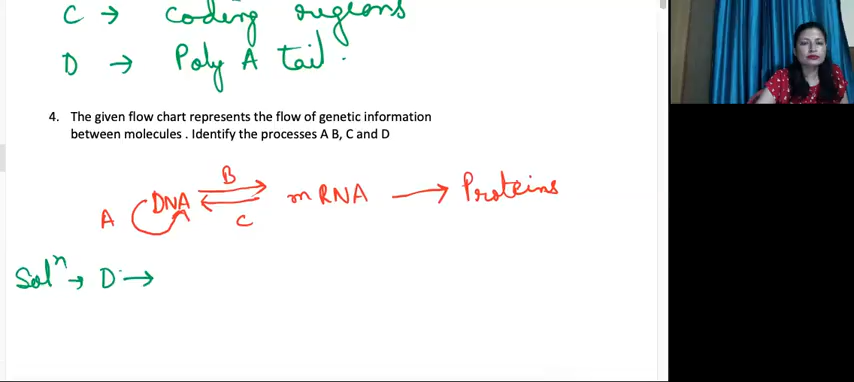 C → coding regions
D → Poly A tail.
4. The given flow chart represents the flow of genetic information
between molecules . Identify the processes A B, C and D
B
A DNA mRNA → Proteins
C
Solⁿ → D →